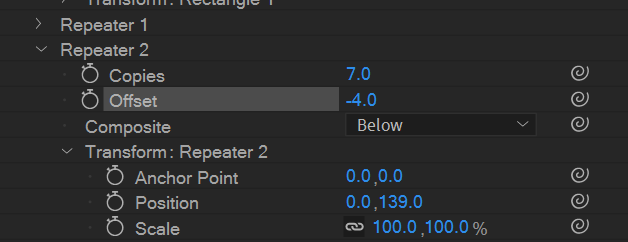 Transform: Rectangle 1
Repeater 1
Repeater 2
Copies 7.0
Offset -4.0
Composite Below
Transform: Repeater 2
Anchor Point 0.0,0.0
Position 0.0,139.0
Scale 100.0,100.0%